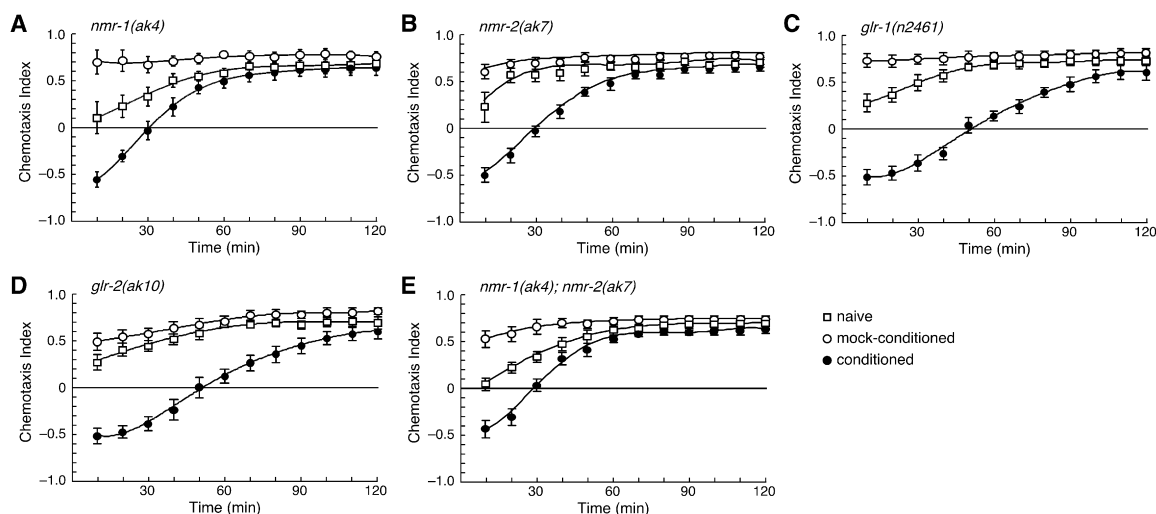 A nmr-1(ak4)
1.0
0.5
0
−0.5
−1.0
Chemotaxis Index
30 60 90 120
Time (min)
B nmr-2(ak7)
1.0
0.5
0
−0.5
−1.0
Chemotaxis Index
30 60 90 120
Time (min)
C glr-1(n2461)
1.0
0.5
0
−0.5
−1.0
Chemotaxis Index
30 60 90 120
Time (min)
D glr-2(ak10)
1.0
0.5
0
−0.5
−1.0
Chemotaxis Index
30 60 90 120
Time (min)
E nmr-1(ak4); nmr-2(ak7)
1.0
0.5
0
−0.5
−1.0
Chemotaxis Index
30 60 90 120
Time (min)
naive
mock-conditioned
conditioned